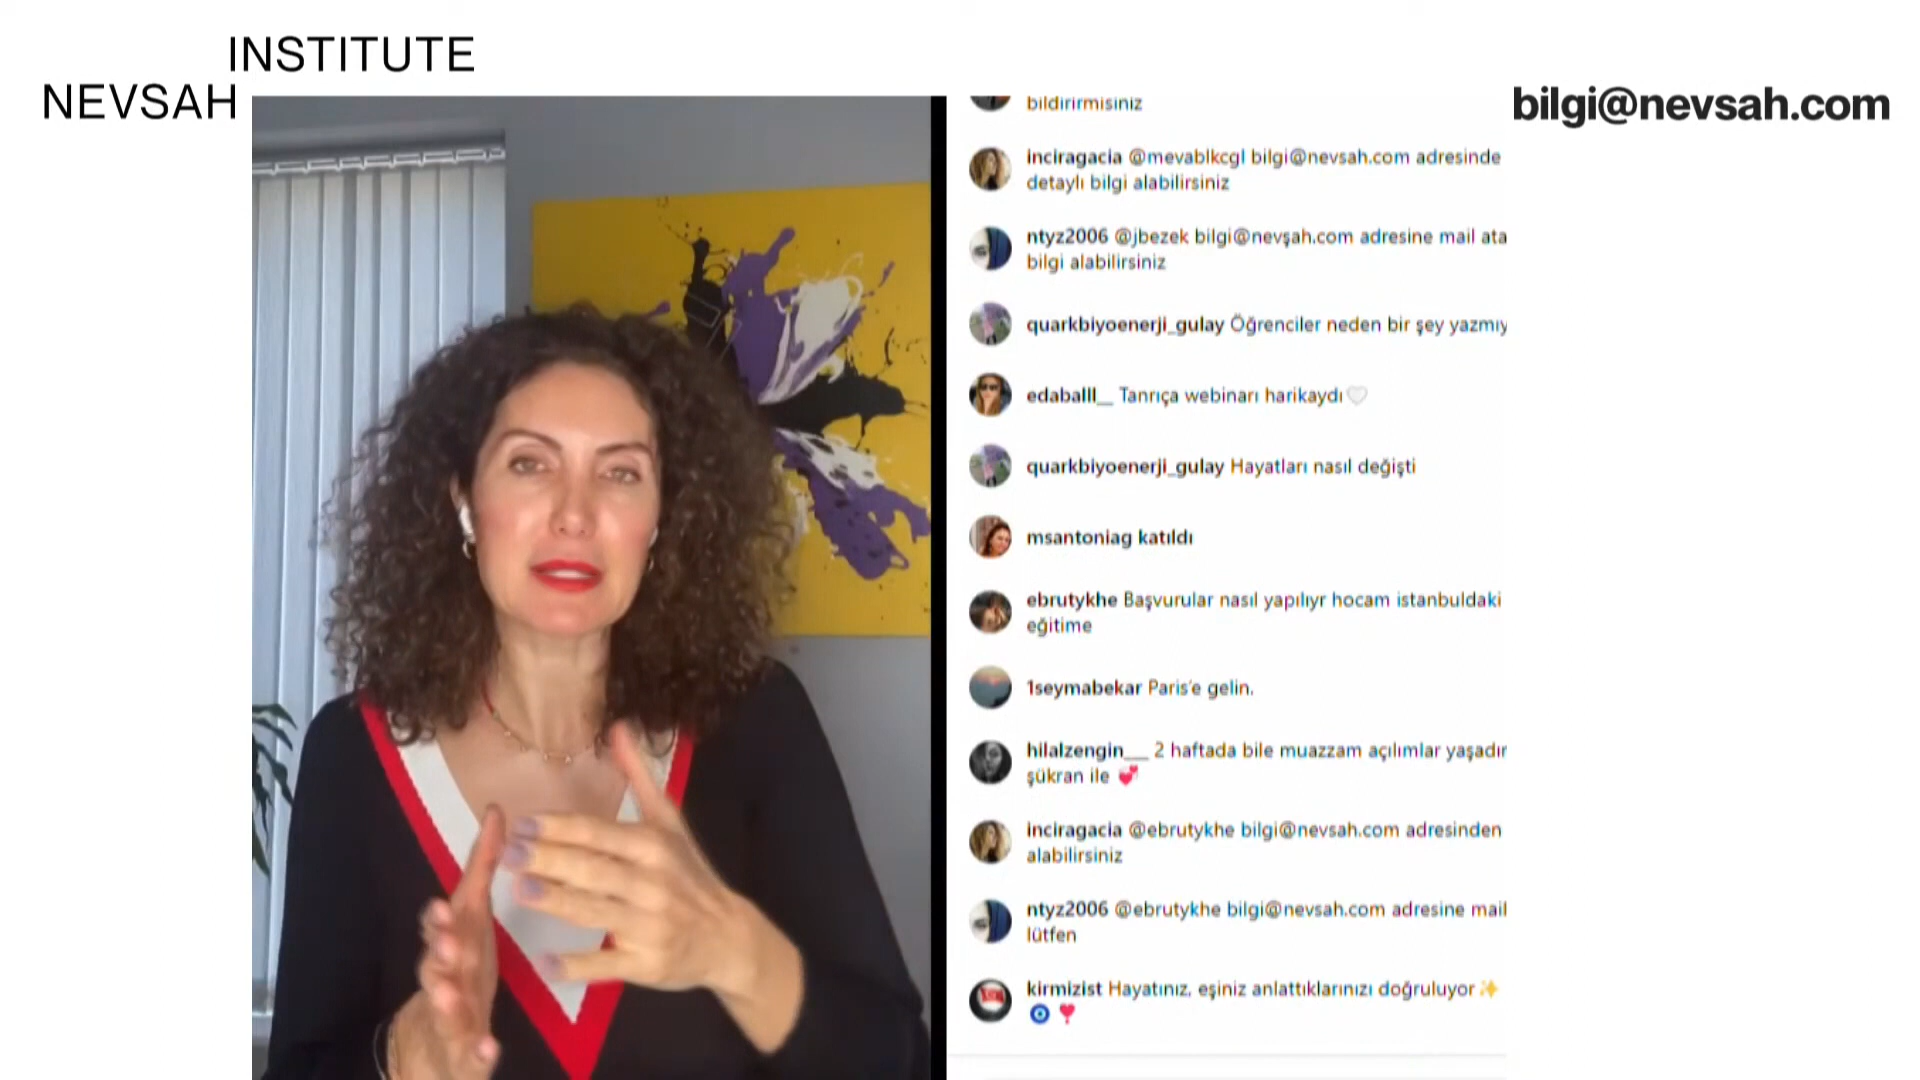 INSTITUTE
NEVSAH
bilgi@nevsah.com
bildirirmisiniz
inciragacia @mevablkcgl bilgi@nevsah.com adresinde
detaylı bilgi alabilirsiniz
ntyz2006 @jbezek bilgi@nevşah.com adresine mail ata
bilgi alabilirsiniz
quarkbiyoenerji_gulay Öğrenciler neden bir şey yazmıy
edaballl__ Tanrıça webinarı harikaydı🤍
quarkbiyoenerji_gulay Hayatları nasıl değişti
msantoniag katıldı
ebrutykhe Başvurular nasıl yapılıyr hocam istanbuldaki
eğitime
1seymabekar Paris'e gelin.
hilalzengin___ 2 haftada bile muazzam açılımlar yaşadır
şükran ile 💞
inciragacia @ebrutykhe bilgi@nevsah.com adresinden
alabilirsiniz
ntyz2006 @ebrutykhe bilgi@nevsah.com adresine mail
lütfen
kirmizist Hayatınız, eşiniz anlattıklarınızı doğruluyor✨
🧿❣️